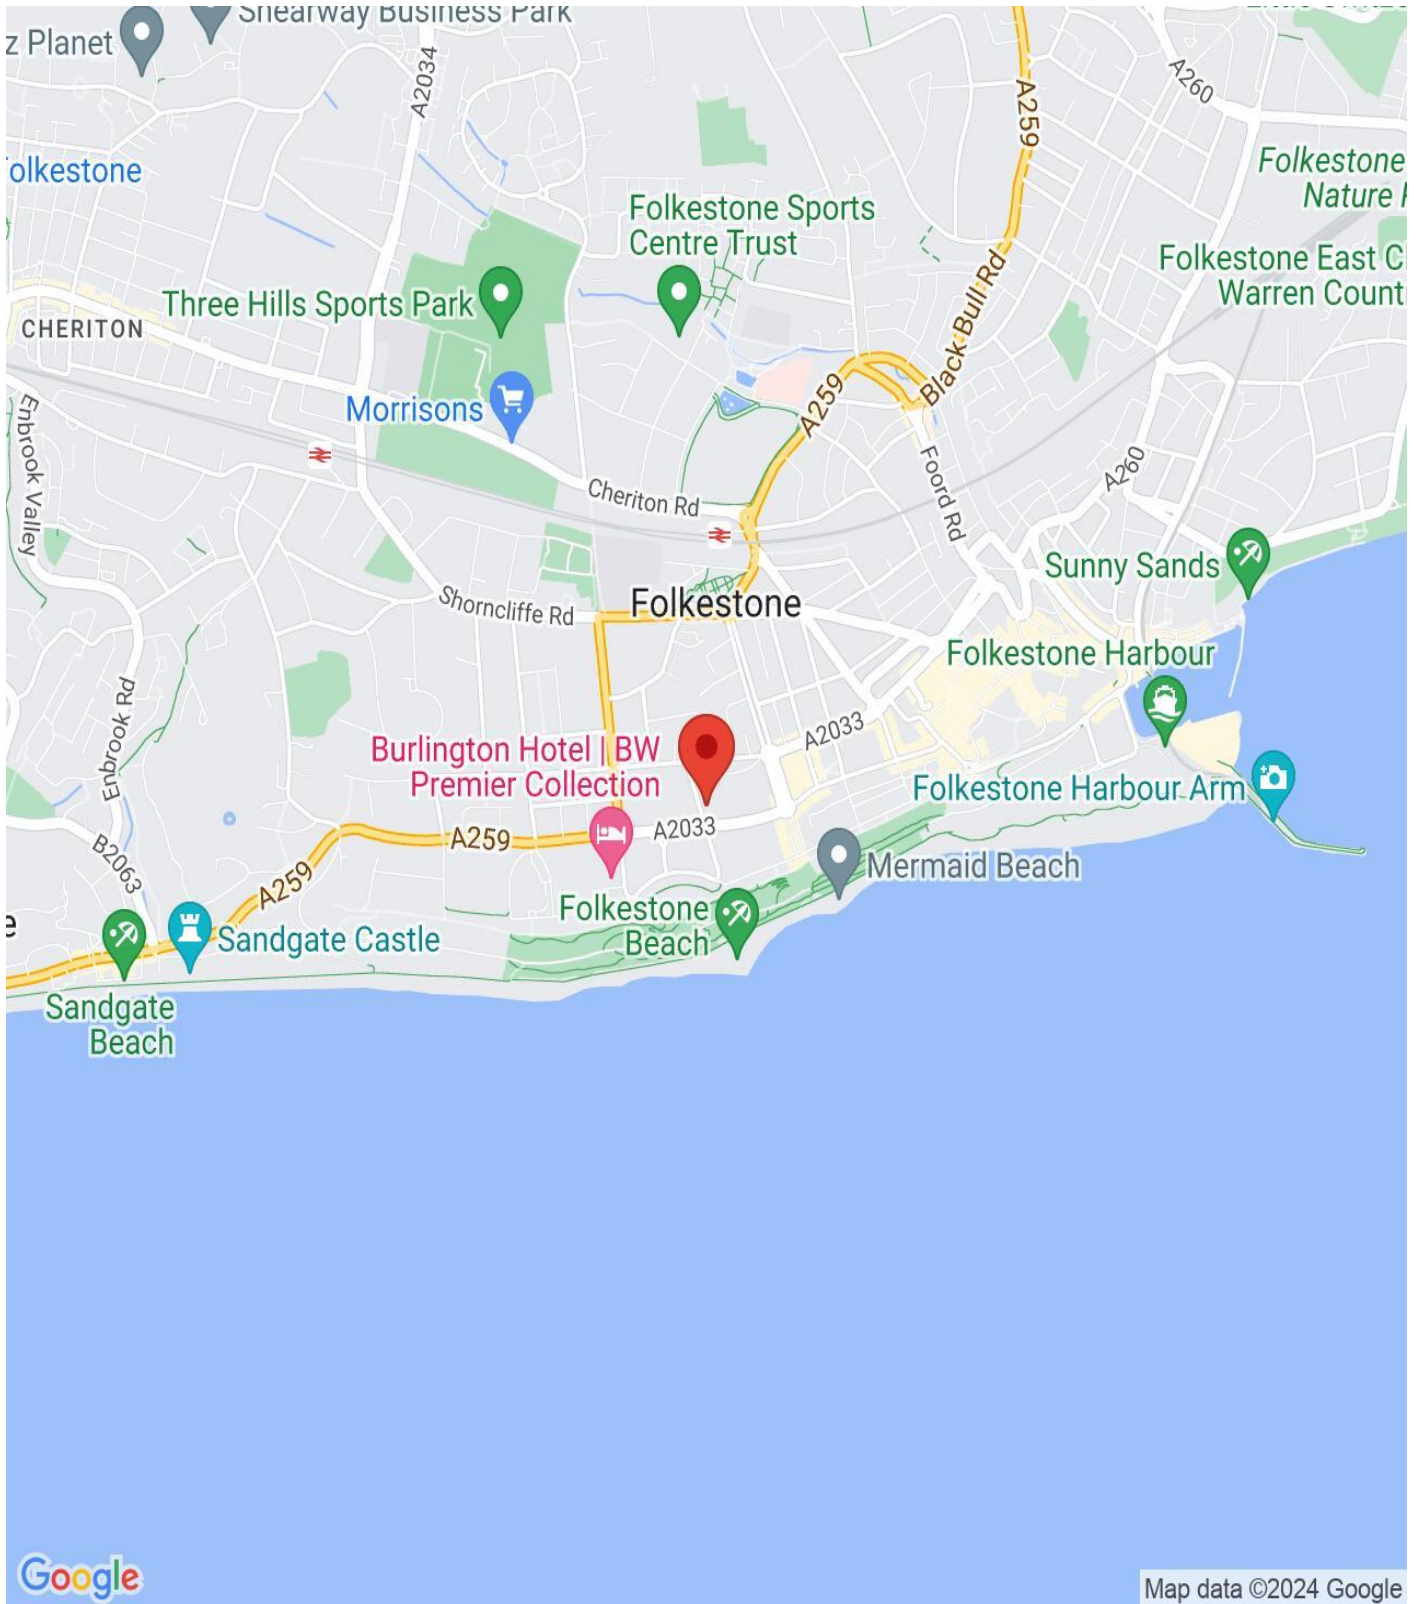 Shearway Business Park
z Planet
A2034
A259
A260
Folkestone
Folkestone
Nature
Folkestone Sports
Centre Trust
Folkestone East
Warren
Three Hills Sports Park
CHERITON
Black Bull Rd
Morrisons
A259
Enbrook Valley
Cheriton Rd
Foord Rd
A260
Sunny Sands
Shorncliffe Rd
Folkestone
Folkestone Harbour
Enbrook Rd
A2033
Burlington Hotel | BW
Premier Collection
Folkestone Harbour Arm
A2033
A259
B2063
A259
Mermaid Beach
Folkestone
Beach
Sandgate Castle
e
Sandgate
Beach
Google
Map data ©2024 Google